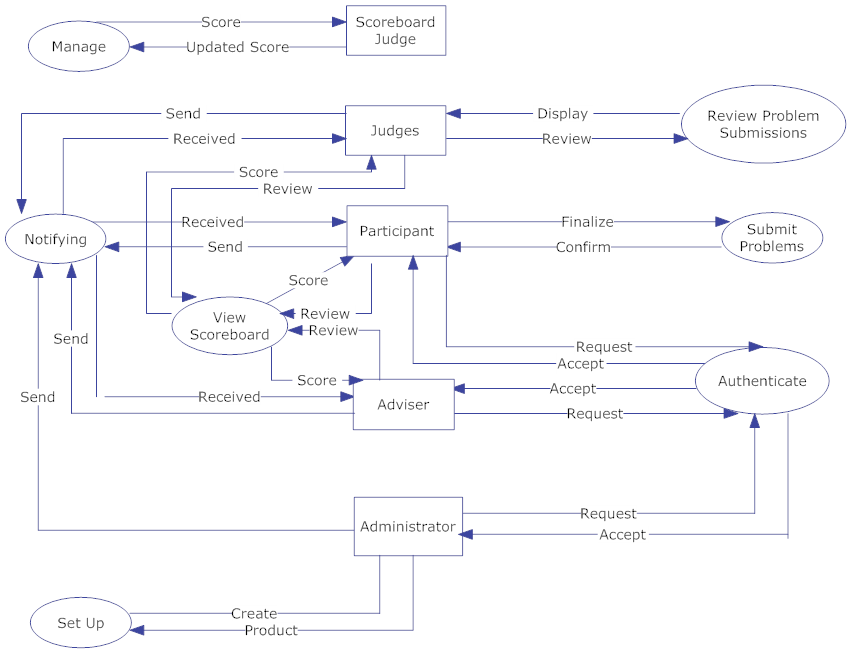 Score
Scoreboard
Judge
Manage
Updated Score
Send
Display
Judges
Review Problem
Submissions
Received
Review
Score
Review
Received
Participant
Finalize
Submit
Problems
Notifying
Send
Confirm
Score
View
Scoreboard
Review
Review
Send
Request
Accept
Score
Accept
Authenticate
Send
Received
Adviser
Request
Request
Administrator
Accept
Create
Set Up
Product